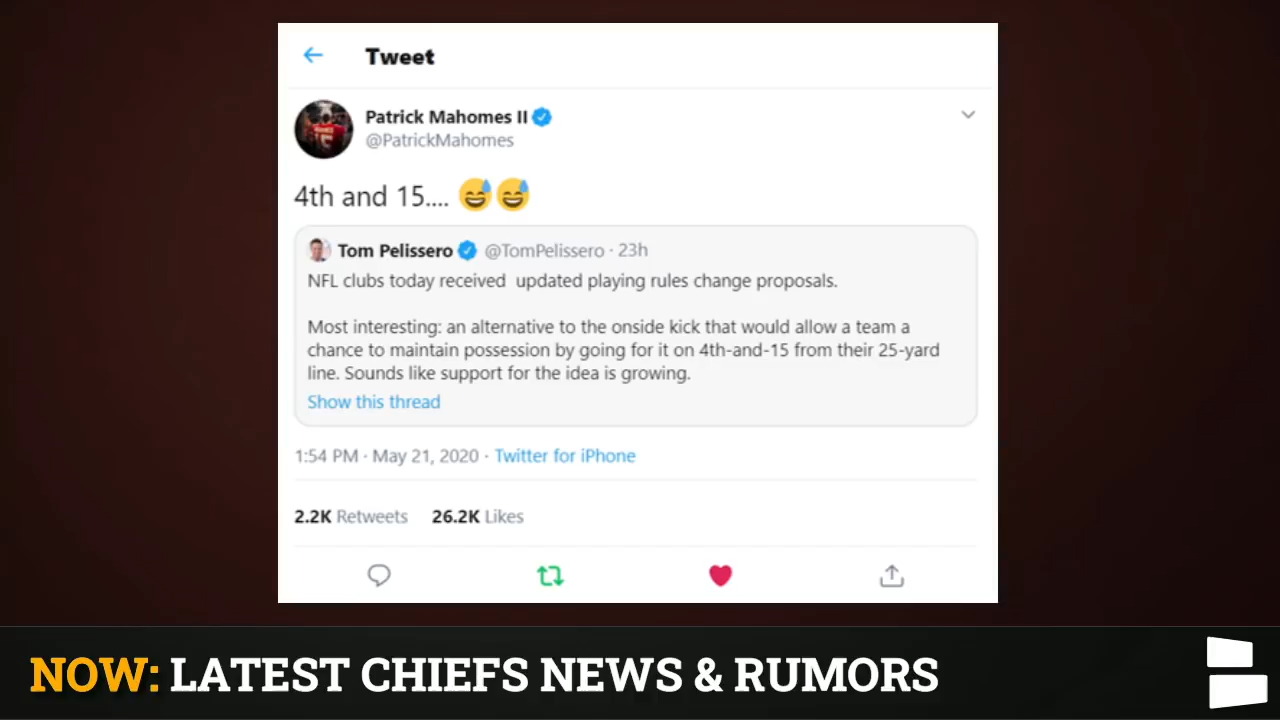 Tweet
Patrick Mahomes II
@PatrickMahomes
4th and 15.... 😅😅
Tom Pelissero @TomPelissero · 23h
NFL clubs today received  updated playing rules change proposals.
Most interesting: an alternative to the onside kick that would allow a team a
chance to maintain possession by going for it on 4th-and-15 from their 25-yard
line. Sounds like support for the idea is growing.
Show this thread
1:54 PM · May 21, 2020 · Twitter for iPhone
2.2K Retweets 26.2K Likes
NOW: LATEST CHIEFS NEWS & RUMORS